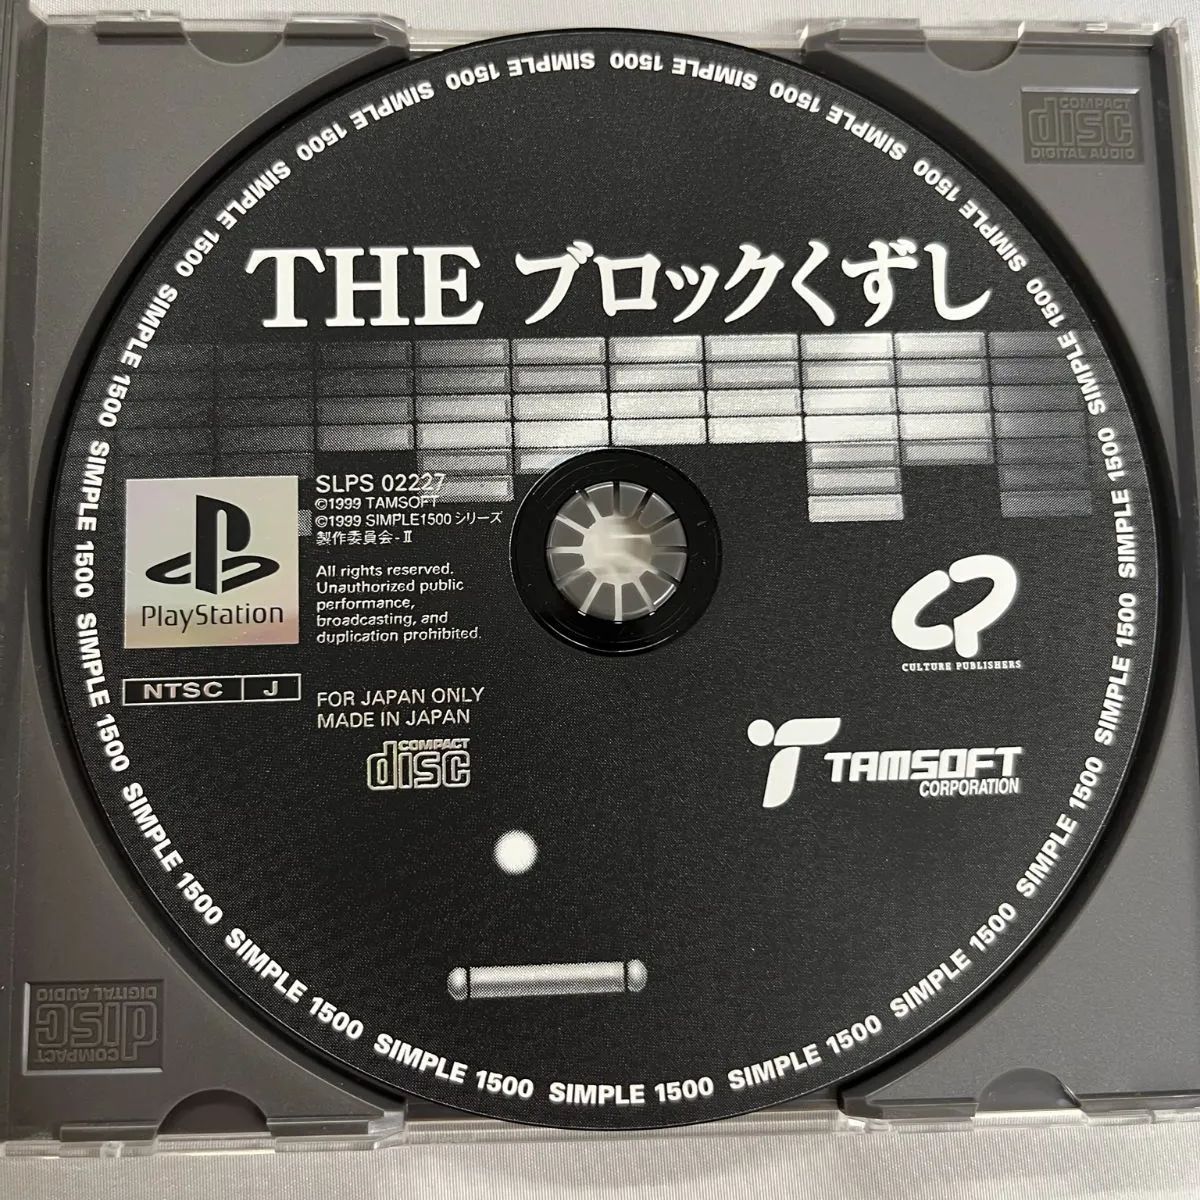 SIMPLE 1500 SIMPLE 1500 SIMPLE 1500 SIMPLE 1500 SIMPLE 1500 SIMPLE 1500 SIMPLE 1500 SIMPLE 1500 SIMPLE 1500 SIMPLE 1500 SIMPLE 1500 SIMPLE 1500 SIMPLE 1500 SIMPLE 1500 SIMPLE 1500 SIMPLE 1500 SIMPLE 1500 SIMPLE 1500
COMPACT
disc
DIGITAL AUDIO
THE ブロックくずし
SLPS 02227
©1999 TAMSOFT
©1999 SIMPLE1500 シリーズ
製作委員会-Ⅱ
All rights reserved.
Unauthorized public
performance,
broadcasting, and
duplication prohibited.
PlayStation
NTSC J
FOR JAPAN ONLY
MADE IN JAPAN
COMPACT
disc
CP
CULTURE PUBLISHERS
TAMSOFT
CORPORATION
COMPACT
disc
DIGITAL AUDIO